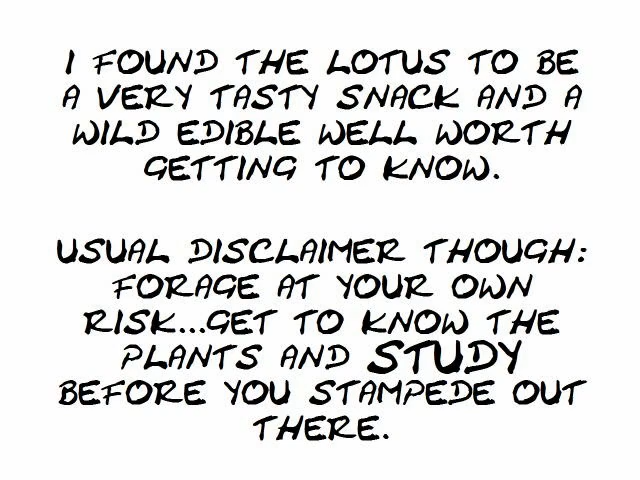 I FOUND THE LOTUS TO BE
A VERY TASTY SNACK AND A
WILD EDIBLE WELL WORTH
GETTING TO KNOW.
USUAL DISCLAIMER THOUGH:
FORAGE AT YOUR OWN
RISK...GET TO KNOW THE
PLANTS AND STUDY
BEFORE YOU STAMPEDE OUT
THERE.